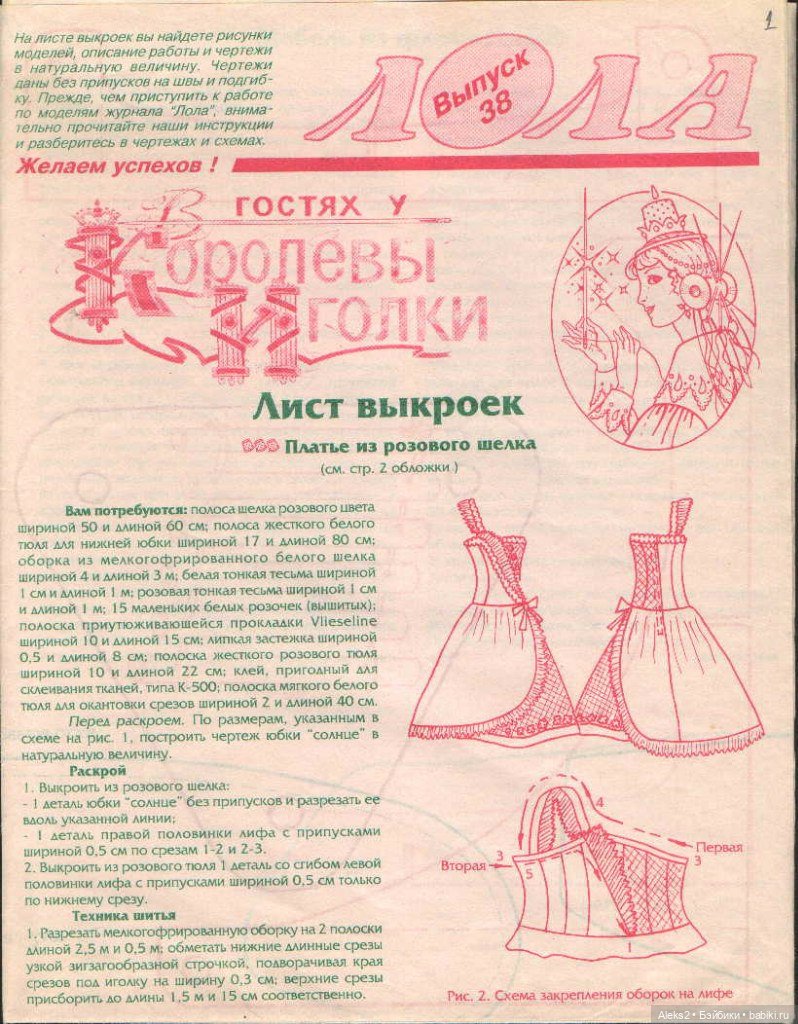 1
На листе выкроек вы найдете рисунки
моделей, описание работы и чертежи
в натуральную величину. Чертежи
даны без припусков на швы и подгиб-
ку. Прежде, чем приступить к работе
по моделям журнала "Лола", внима-
тельно прочитайте наши инструкции
и разберитесь в чертежах и схемах.
Желаем успехов !
ЛОЛА
Выпуск
38
В ГОСТЯХ У
Королевы
Иголки
Лист выкроек
Платье из розового шелка
(см. стр. 2 обложки )
Вам потребуются: полоса шелка розового цвета
шириной 50 и длиной 60 см; полоса жесткого белого
тюля для нижней юбки шириной 17 и длиной 80 см;
оборка из мелкогофрированного белого шелка
шириной 4 и длиной 3 м; белая тонкая тесьма шириной
1 см и длиной 1 м; розовая тонкая тесьма шириной 1 см
и длиной 1 м; 15 маленьких белых розочек (вышитых);
полоска приутюживающейся прокладки Vlieseline
шириной 10 и длиной 15 см; липкая застежка шириной
0,5 и длиной 8 см; полоска жесткого розового тюля
шириной 10 и длиной 22 см; клей, пригодный для
склеивания тканей, типа К-500; полоска мягкого белого
тюля для окантовки срезов шириной 2 и длиной 40 см.
Перед раскроем. По размерам, указанным в
схеме на рис. 1, построить чертеж юбки "солнце" в
натуральную величину.
Раскрой
1. Выкроить из розового шелка:
- 1 деталь юбки "солнце" без припусков и разрезать ее
вдоль указанной линии;
- 1 деталь правой половинки лифа с припусками
шириной 0,5 см по срезам 1-2 и 2-3.
2. Выкроить из розового тюля 1 деталь со сгибом левой
половинки лифа с припусками шириной 0,5 см только
по нижнему срезу.
Техника шитья
1. Разрезать мелкогофрированную оборку на 2 полоски
длиной 2,5 м и 0,5 м; обметать нижние длинные срезы
узкой зигзагообразной строчкой, подворачивая края
срезов под иголку на ширину 0,3 см; верхние срезы
присборить до длины 1,5 м и 15 см соответственно.
4
Первая
3
Вторая
3
5
1
Рис. 2. Схема закрепления оборок на лифе
Aleks2 • Бэйбики • babiki.ru